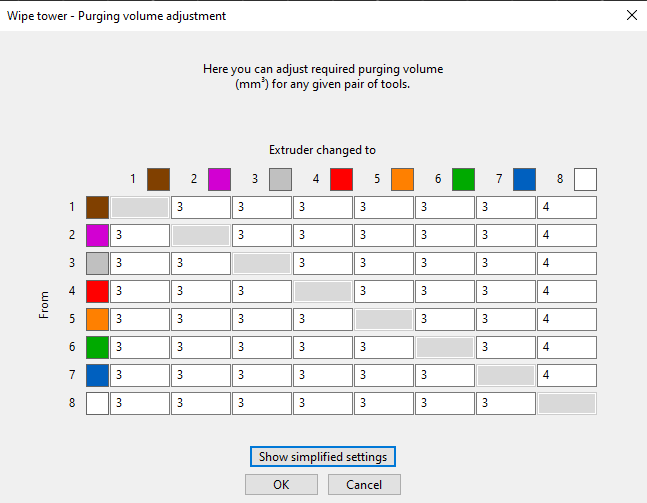 Wipe tower - Purging volume adjustment
Here you can adjust required purging volume
(mm³) for any given pair of tools.
Extruder changed to
1 2 3 4 5 6 7 8
From
1 3 3 3 3 3 3 4
2 3 3 3 3 3 3 4
3 3 3 3 3 3 3 4
4 3 3 3 3 3 3 4
5 3 3 3 3 3 3 4
6 3 3 3 3 3 3 4
7 3 3 3 3 3 3 4
8 3 3 3 3 3 3 3
Show simplified settings
OK Cancel